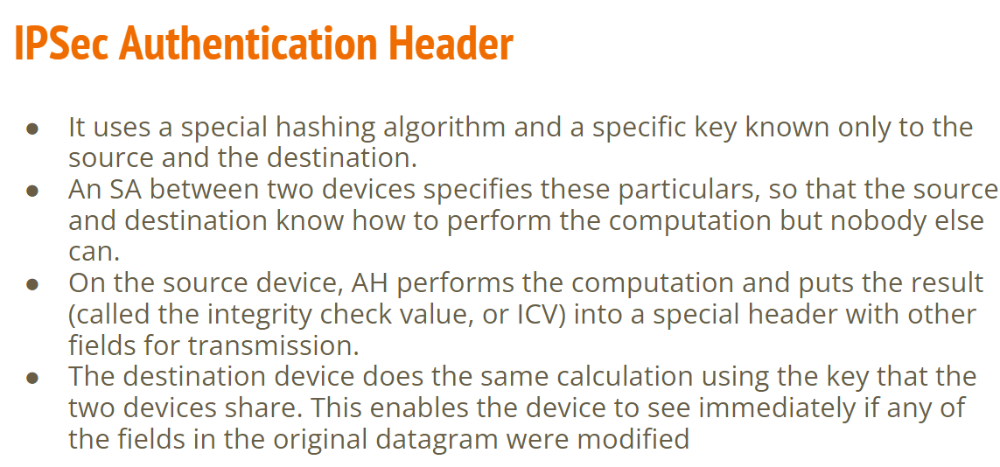 IPSec Authentication Header
● It uses a special hashing algorithm and a specific key known only to the
source and the destination.
● An SA between two devices specifies these particulars, so that the source
and destination know how to perform the computation but nobody else
can.
● On the source device, AH performs the computation and puts the result
(called the integrity check value, or ICV) into a special header with other
fields for transmission.
● The destination device does the same calculation using the key that the
two devices share. This enables the device to see immediately if any of
the fields in the original datagram were modified